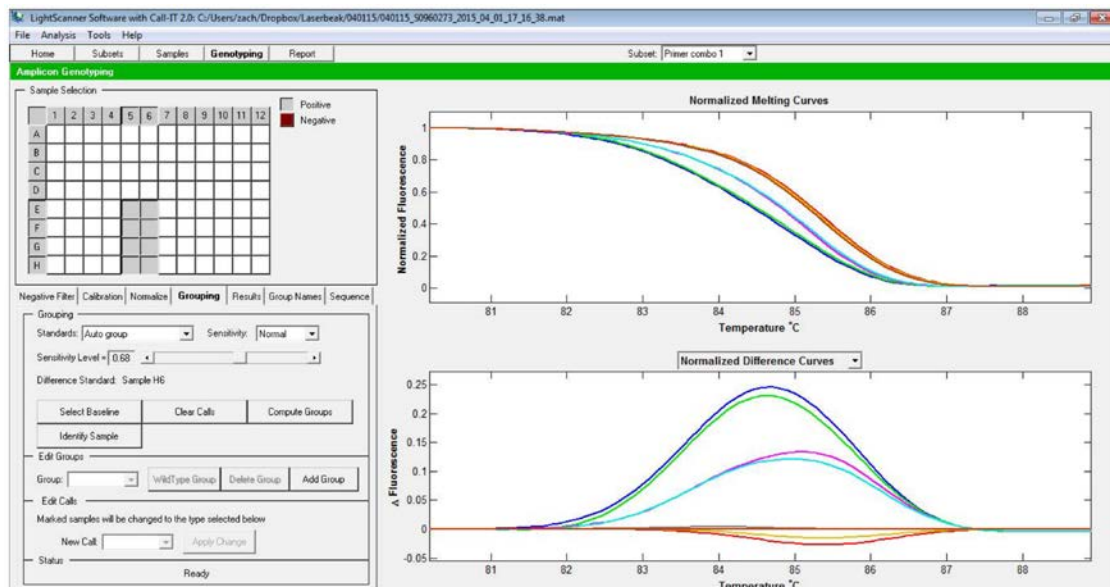 LightScanner Software with Call-IT 2.0: C:/Users/zach/Dropbox/Laserbeak/040115/040115_S0960273_2015_04_01_17_16_38.mat
File Analysis Tools Help
Home Subsets Samples Genotyping Report Subset: Primer combo 1
Amplicon Genotyping
Sample Selection
1 2 3 4 5 6 7 8 9 10 11 12
A
B
C
D
E
F
G
H
Positive
Negative
Negative Filter Calibration Normalize Grouping Results Group Names Sequence
Grouping
Standards: Auto group Sensitivity: Normal
Sensitivity Level = 0.68
Difference Standard: Sample H6
Select Baseline Clear Calls Compute Groups
Identify Sample
Edit Groups
Group: WildType Group Delete Group Add Group
Edit Calls
Marked samples will be changed to the type selected below
New Call: Apply Change
Status
Ready
Normalized Melting Curves
Normalized Fluorescence
1
0.8
0.6
0.4
0.2
0
81 82 83 84 85 86 87 88
Temperature °C
Normalized Difference Curves
Δ Fluorescence
0.25
0.2
0.15
0.1
0.05
0
-0.05
81 82 83 84 85 86 87 88
Temperature °C